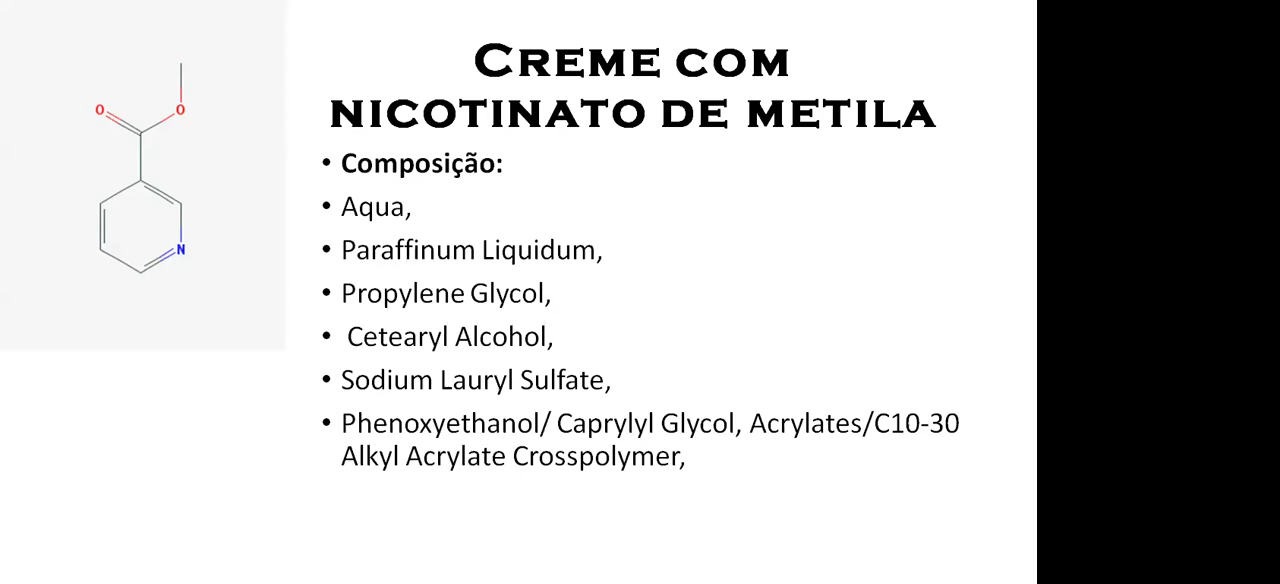 Creme com
nicotinato de metila
• Composição:
• Aqua,
• Paraffinum Liquidum,
• Propylene Glycol,
• Cetearyl Alcohol,
• Sodium Lauryl Sulfate,
• Phenoxyethanol/ Caprylyl Glycol, Acrylates/C10-30
Alkyl Acrylate Crosspolymer,
O
O
N